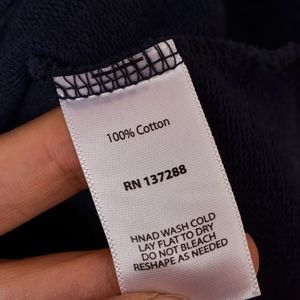 100% Cotton
RN 137288
HNAD WASH COLD
LAY FLAT TO DRY
DO NOT BLEACH
RESHAPE AS NEEDED